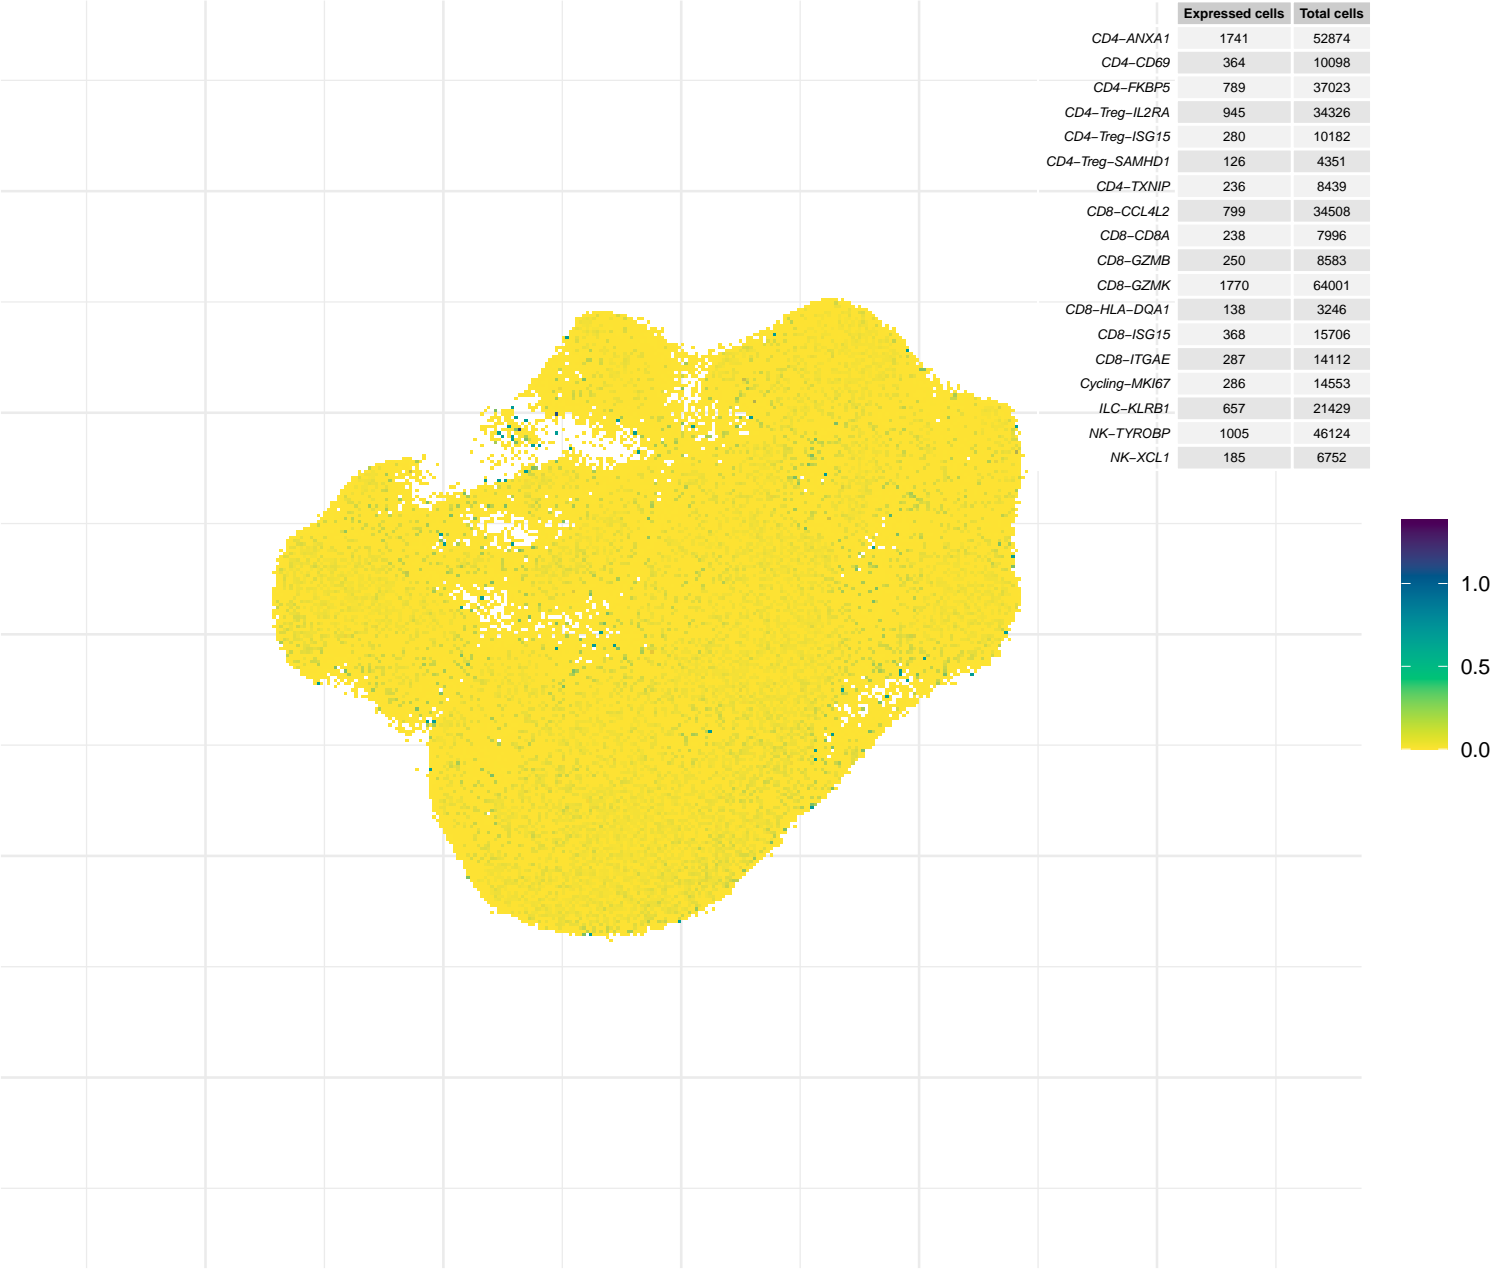 Expressed cells Total cells
CD4−ANXA1 1741 52874
CD4−CD69 364 10098
CD4−FKBP5 789 37023
CD4−Treg−IL2RA 945 34326
CD4−Treg−ISG15 280 10182
CD4−Treg−SAMHD1 126 4351
CD4−TXNIP 236 8439
CD8−CCL4L2 799 34508
CD8−CD8A 238 7996
CD8−GZMB 250 8583
CD8−GZMK 1770 64001
CD8−HLA−DQA1 138 3246
CD8−ISG15 368 15706
CD8−ITGAE 287 14112
Cycling−MKI67 286 14553
ILC−KLRB1 657 21429
NK−TYROBP 1005 46124
NK−XCL1 185 6752
1.0
0.5
0.0